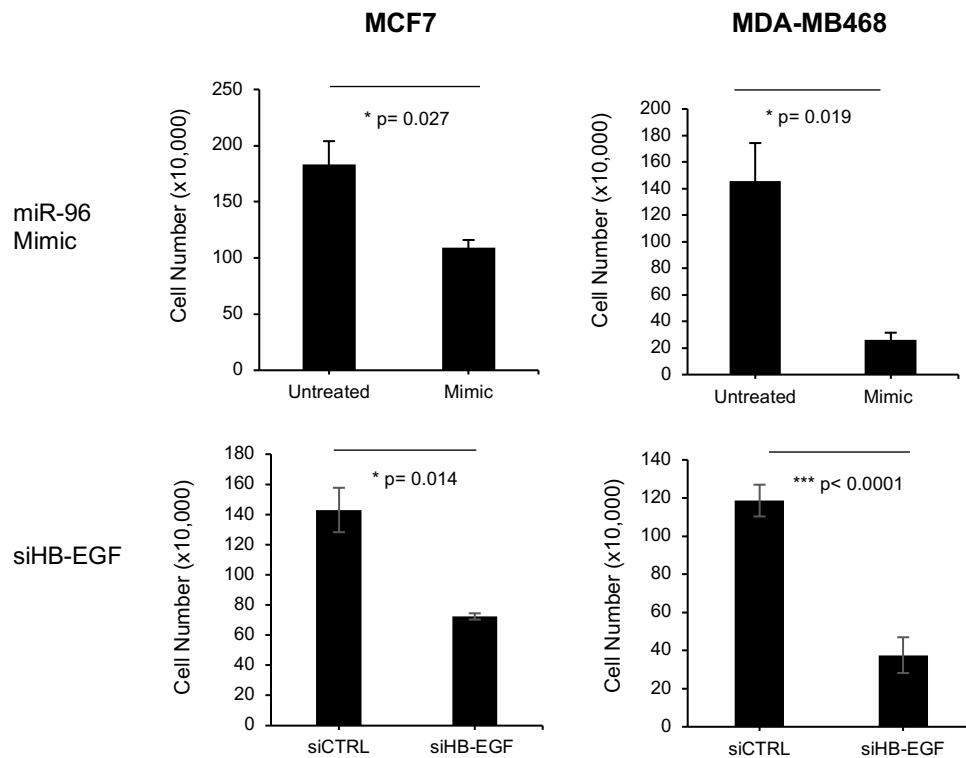 MCF7
MDA-MB468
miR-96
Mimic
Cell Number (x10,000)
250
200
150
100
50
0
* p= 0.027
Untreated
Mimic
Cell Number (x10,000)
200
180
160
140
120
100
80
60
40
20
0
* p= 0.019
Untreated
Mimic
siHB-EGF
Cell Number (x10,000)
180
160
140
120
100
80
60
40
20
0
* p= 0.014
siCTRL
siHB-EGF
Cell Number (x10,000)
140
120
100
80
60
40
20
0
*** p< 0.0001
siCTRL
siHB-EGF